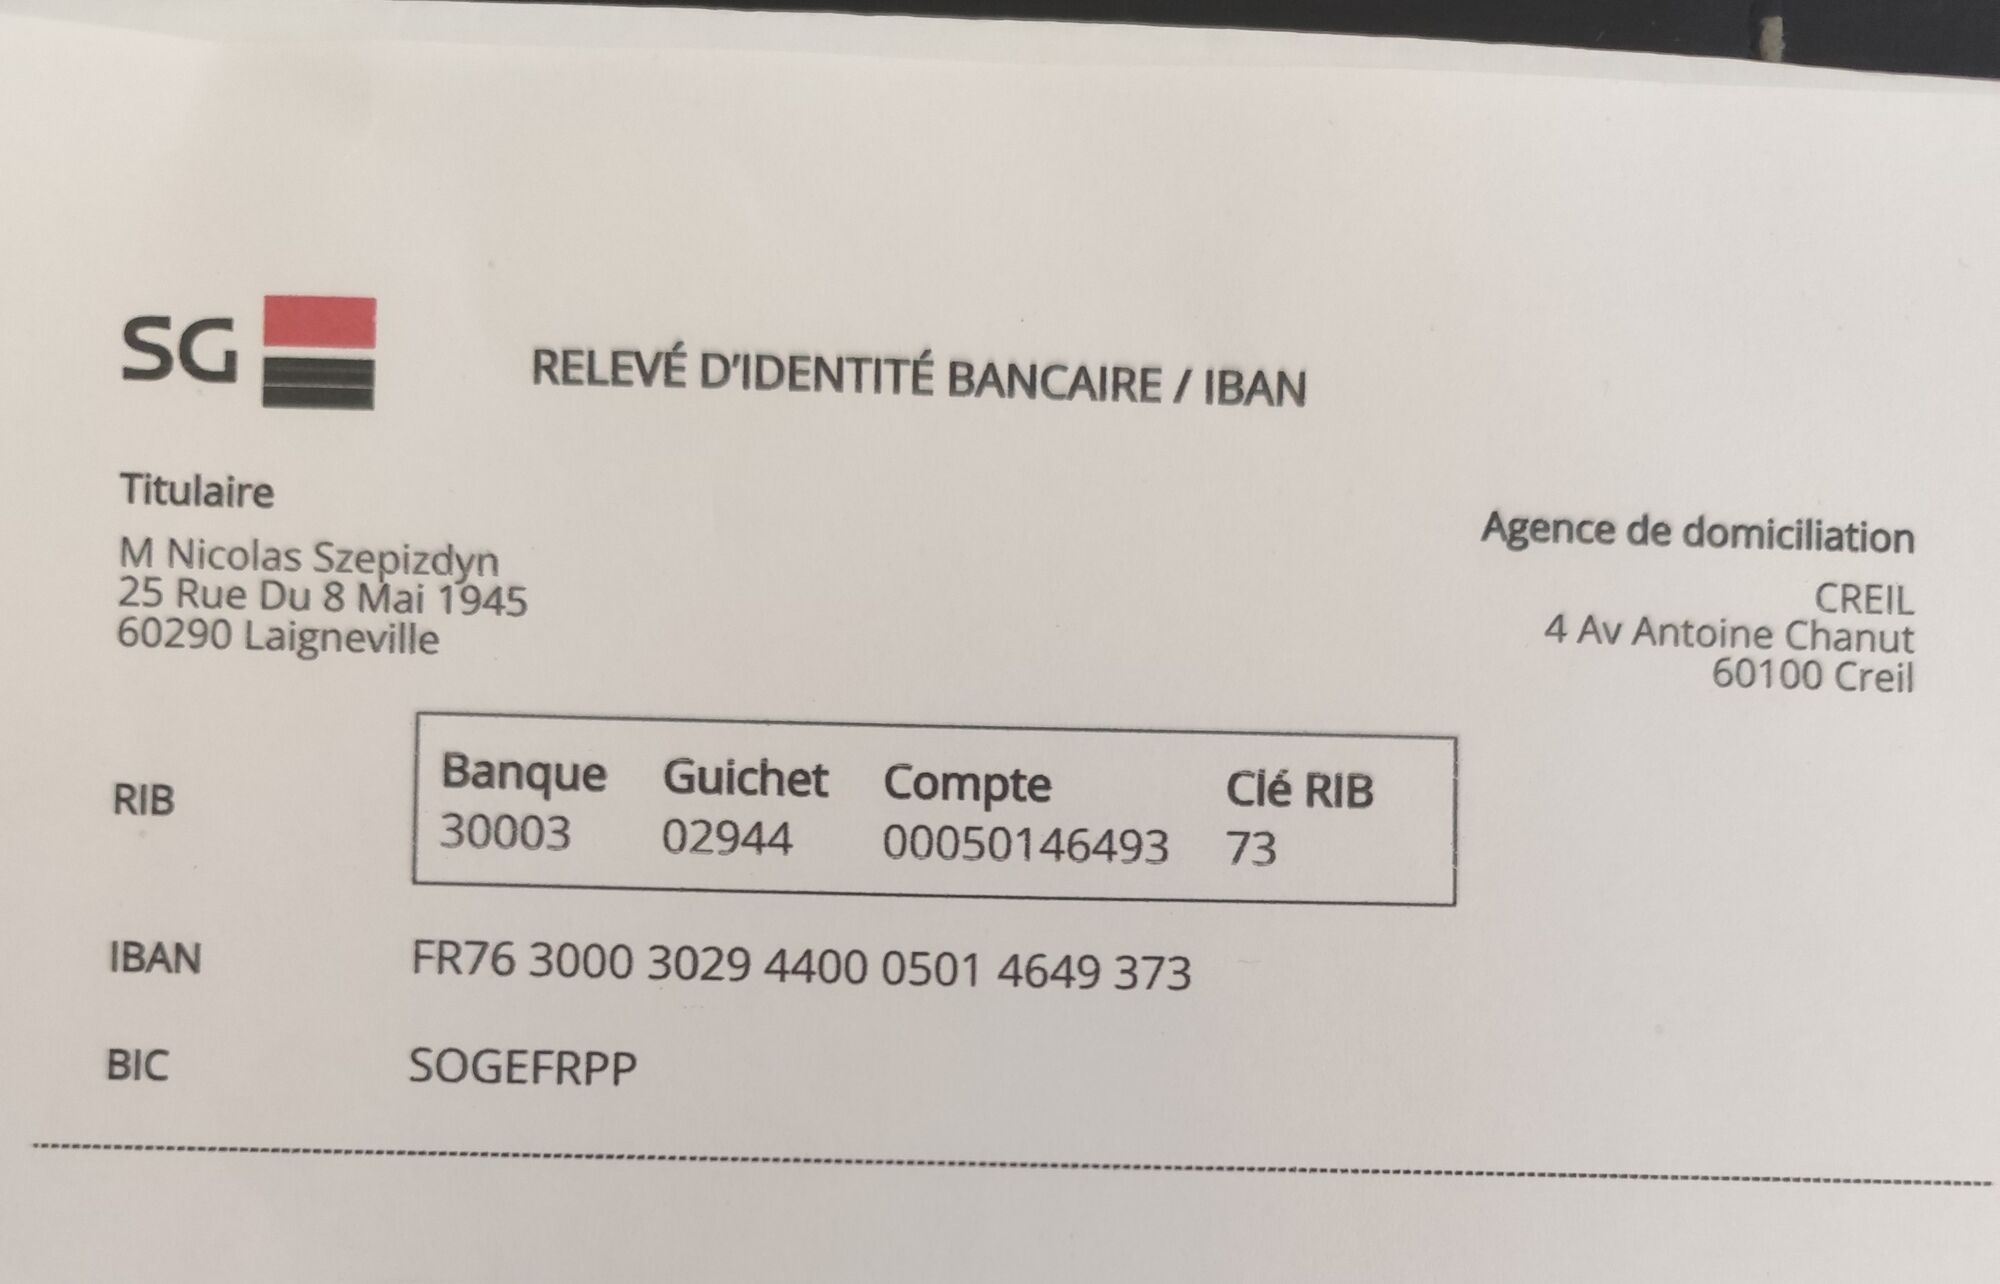 SG
RELEVÉ D'IDENTITÉ BANCAIRE / IBAN
Titulaire
M Nicolas Szepizdyn
25 Rue Du 8 Mai 1945
60290 Laigneville
Agence de domiciliation
CREIL
4 Av Antoine Chanut
60100 Creil
RIB
Banque Guichet Compte Clé RIB
30003 02944 00050146493 73
IBAN FR76 3000 3029 4400 0501 4649 373
BIC SOGEFRPP